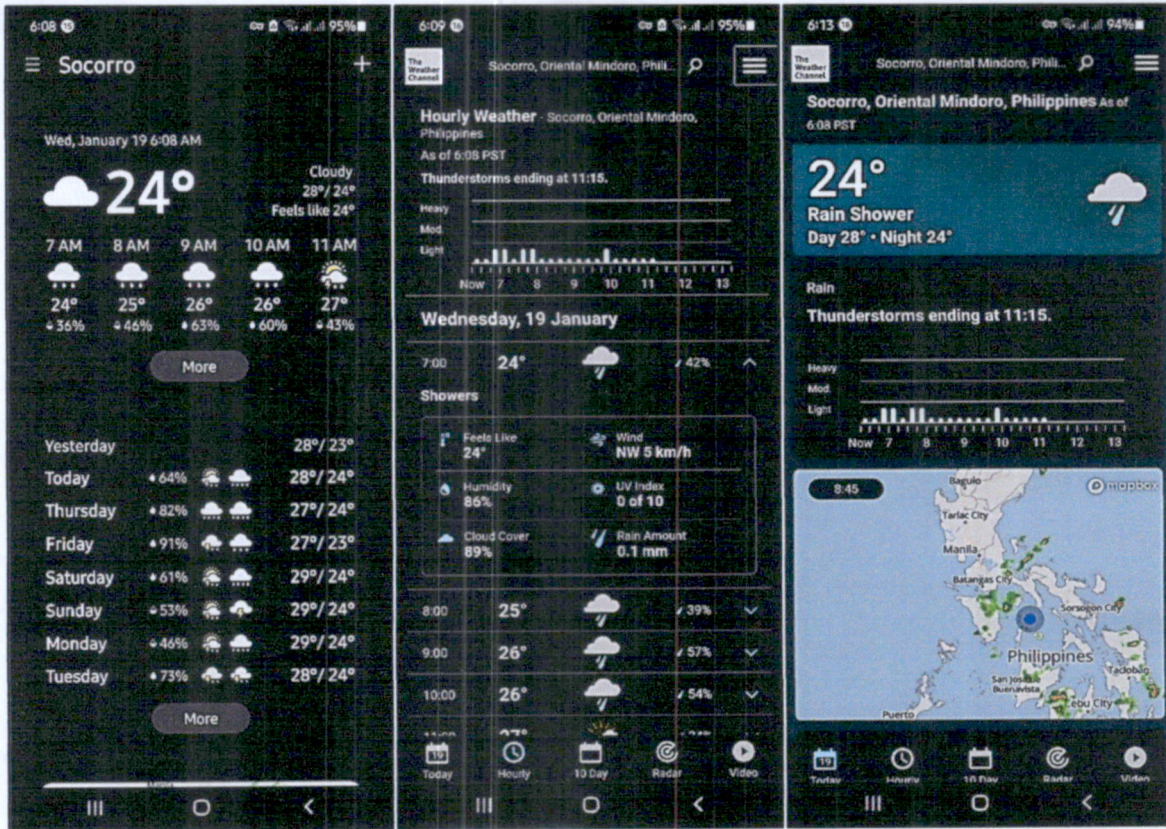 6:08 15 95%
Socorro +
Wed, January 19 6:08 AM
24°
Cloudy
28°/ 24°
Feels like 24°
7 AM 8 AM 9 AM 10 AM 11 AM
24° 25° 26° 26° 27°
36% 46% 63% 60% 43%
More
Yesterday 28°/ 23°
Today 64% 28°/ 24°
Thursday 82% 27°/ 24°
Friday 91% 27°/ 23°
Saturday 61% 29°/ 24°
Sunday 53% 29°/ 24°
Monday 46% 29°/ 24°
Tuesday 73% 28°/ 24°
More
6:09 16 95%
The
Weather
Channel
Socorro, Oriental Mindoro, Phili...
Hourly Weather - Socorro, Oriental Mindoro,
Philippines
As of 6:08 PST
Thunderstorms ending at 11:15.
Heavy
Mod.
Light
Now 7 8 9 10 11 12 13
Wednesday, 19 January
7:00 24° 42%
Showers
Feels Like
24°
Wind
NW 5 km/h
Humidity
86%
UV Index
0 of 10
Cloud Cover
89%
Rain Amount
0.1 mm
8:00 25° 39%
9:00 26° 57%
10:00 26° 54%
Today Hourly 10 Day Radar Video
6:13 18 94%
The
Weather
Channel
Socorro, Oriental Mindoro, Phili...
Socorro, Oriental Mindoro, Philippines As of
6:08 PST
24°
Rain Shower
Day 28° • Night 24°
Rain
Thunderstorms ending at 11:15.
Heavy
Mod.
Light
Now 7 8 9 10 11 12 13
8:45
mapbox
Baguio
Tarlac City
Manila
Batangas City
Sorsogon City
Philippines
San Jose
Buenavista
Tacloban
Cebu City
Puerto
Today Hourly 10 Day Radar Video